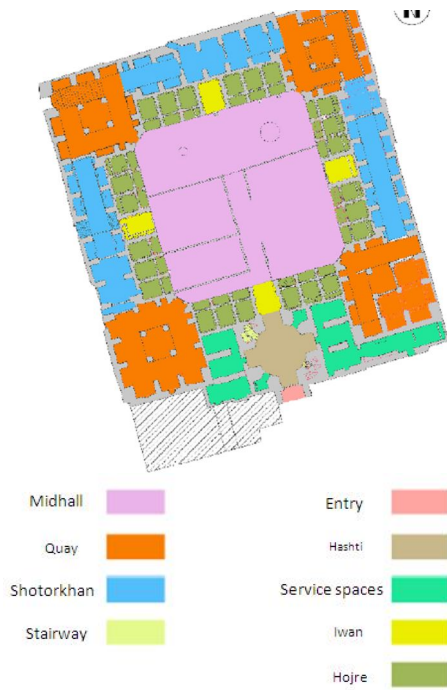 N
Midhall
Entry
Quay
Hashti
Shotorkhan
Service spaces
Stairway
Iwan
Hojre